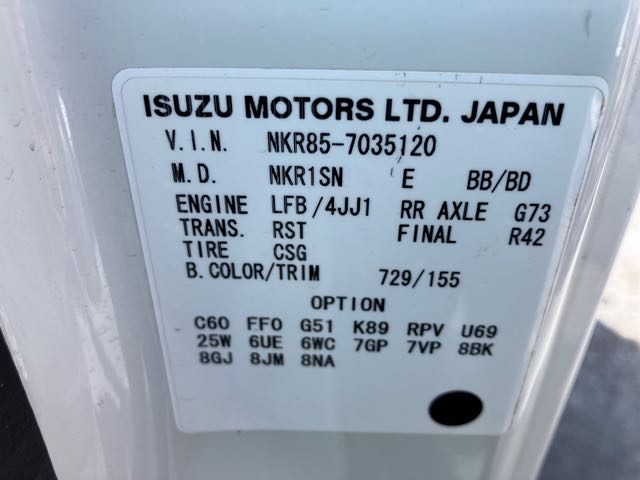 ISUZU MOTORS LTD. JAPAN
V.I.N. NKR85-7035120
M.D. NKR1SN E BB/BD
ENGINE LFB/4JJ1 RR AXLE G73
TRANS. RST FINAL R42
TIRE CSG
B.COLOR/TRIM 729/155
OPTION
C60 FF0 G51 K89 RPV U69
25W 6UE 6WC 7GP 7VP 8BK
8GJ 8JM 8NA